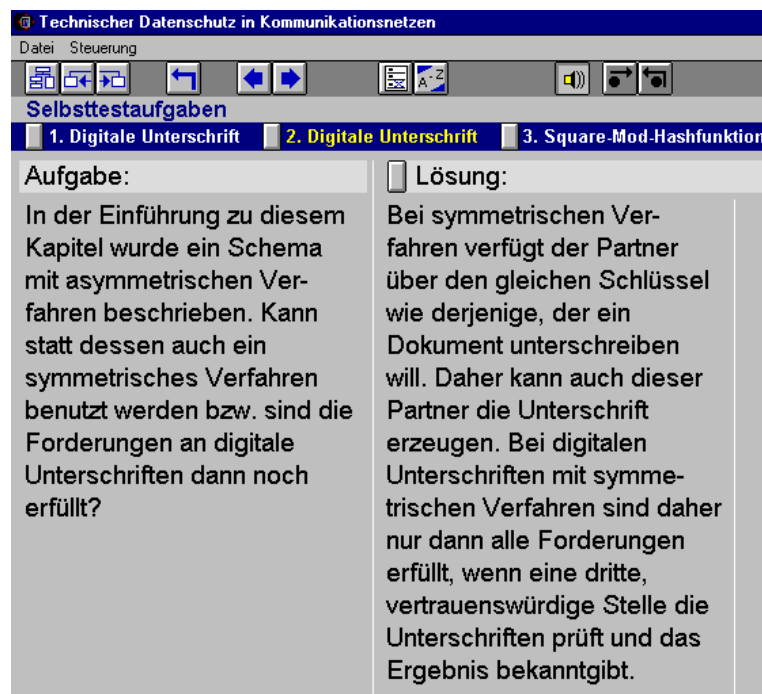 Technischer Datenschutz in Kommunikationsnetzen
Datei Steuerung
A-Z
Selbsttestaufgaben
1. Digitale Unterschrift 2. Digitale Unterschrift 3. Square-Mod-Hashfunktion
Aufgabe:
In der Einführung zu diesem
Kapitel wurde ein Schema
mit asymmetrischen Ver-
fahren beschrieben. Kann
statt dessen auch ein
symmetrisches Verfahren
benutzt werden bzw. sind die
Forderungen an digitale
Unterschriften dann noch
erfüllt?
Lösung:
Bei symmetrischen Ver-
fahren verfügt der Partner
über den gleichen Schlüssel
wie derjenige, der ein
Dokument unterschreiben
will. Daher kann auch dieser
Partner die Unterschrift
erzeugen. Bei digitalen
Unterschriften mit symme-
trischen Verfahren sind daher
nur dann alle Forderungen
erfüllt, wenn eine dritte,
vertrauenswürdige Stelle die
Unterschriften prüft und das
Ergebnis bekanntgibt.